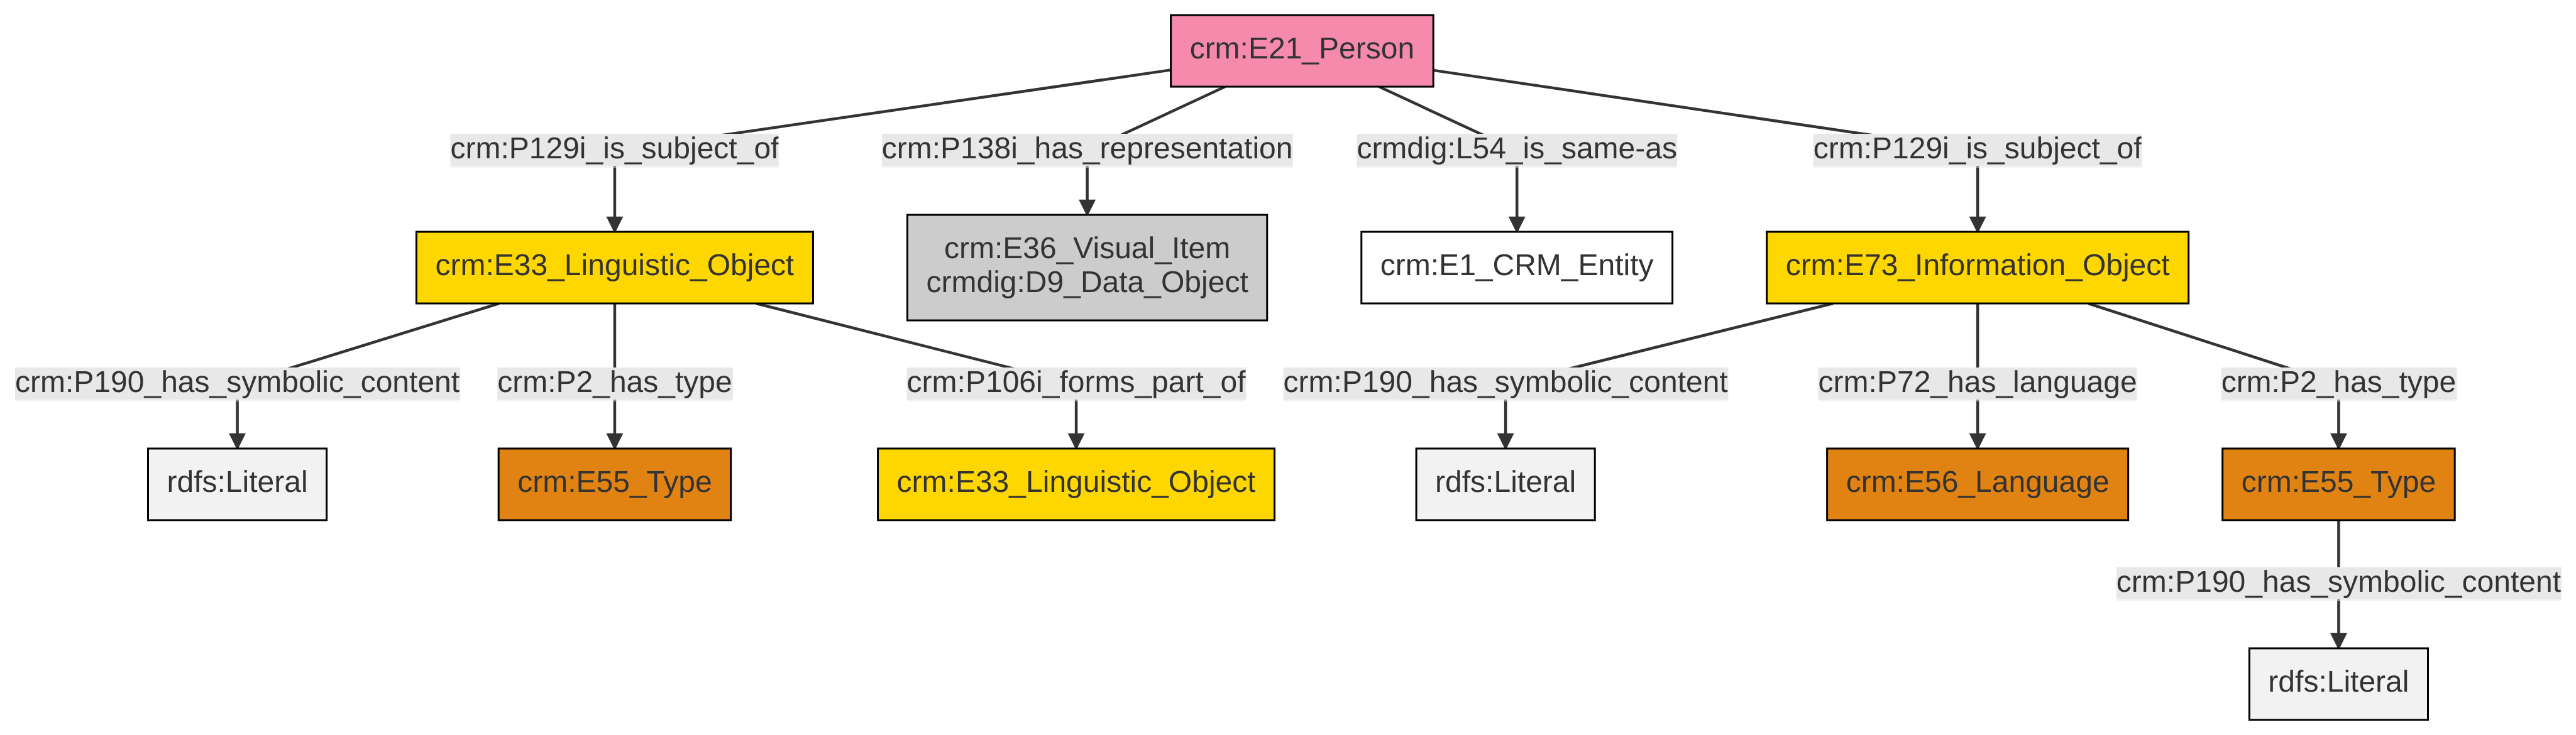 crm:E21_Person
crm:P129i_is_subject_of
crm:P138i_has_representation
crmdig:L54_is_same-as
crm:P129i_is_subject_of
crm:E33_Linguistic_Object
crm:E36_Visual_Item
crmdig:D9_Data_Object
crm:E1_CRM_Entity
crm:E73_Information_Object
crm:P190_has_symbolic_content
crm:P2_has_type
crm:P106i_forms_part_of
crm:P190_has_symbolic_content
crm:P72_has_language
crm:P2_has_type
rdfs:Literal
crm:E55_Type
crm:E33_Linguistic_Object
rdfs:Literal
crm:E56_Language
crm:E55_Type
crm:P190_has_symbolic_content
rdfs:Literal